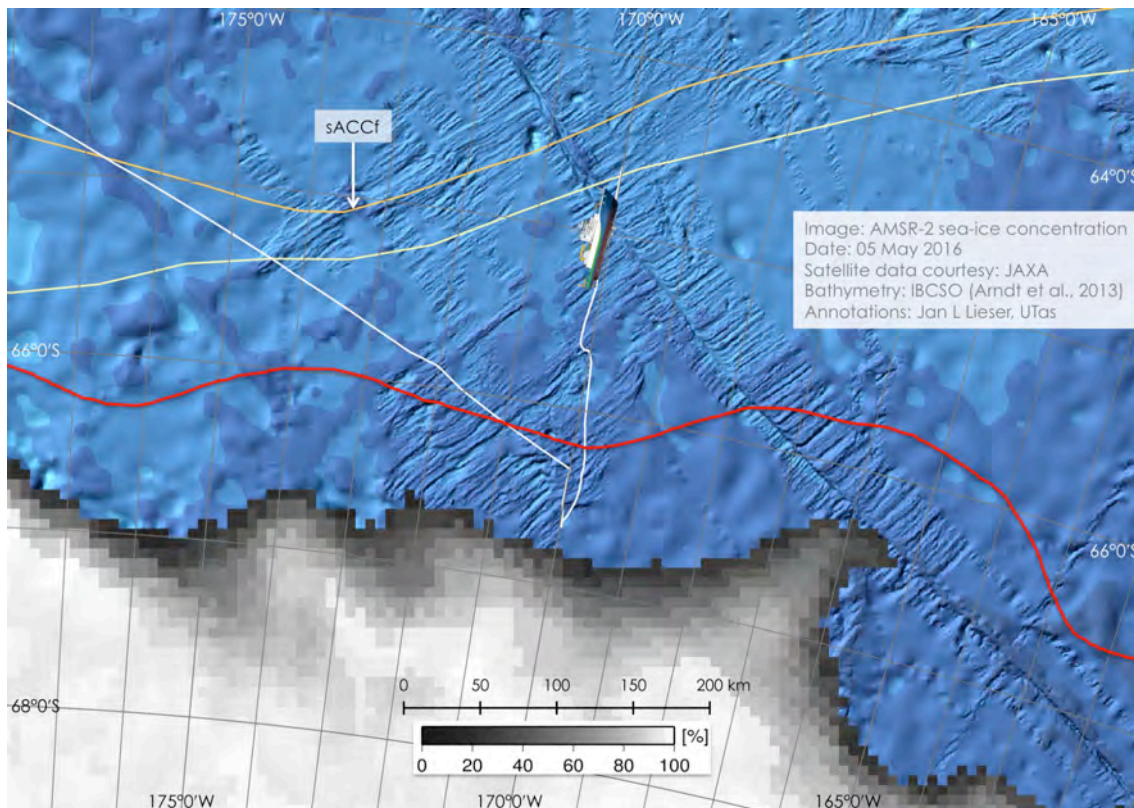 175°0'W
170°0'W
165°0'W
sACCf
64°0'S
Image: AMSR-2 sea-ice concentration
Date: 05 May 2016
Satellite data courtesy: JAXA
Bathymetry: IBCSO (Arndt et al., 2013)
Annotations: Jan L Lieser, UTas
66°0'S
66°0'S
0 50 100 150 200 km
68°0'S
[%]
0 20 40 60 80 100
175°0'W
170°0'W
165°0'W